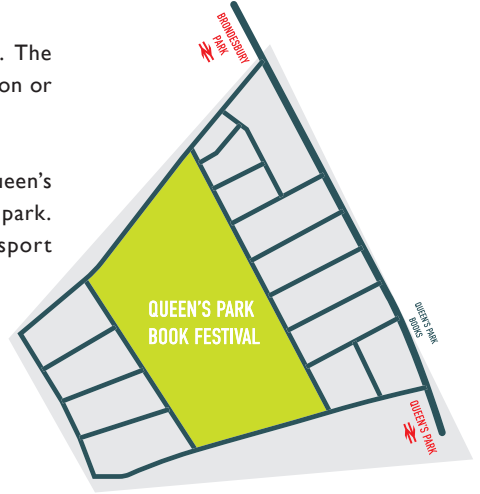 . The
on or
ueen's
park.
sport
BRONDESBURY
PARK
QUEEN'S PARK
BOOK FESTIVAL
QUEEN'S PARK
BOOKS
QUEEN'S PARK